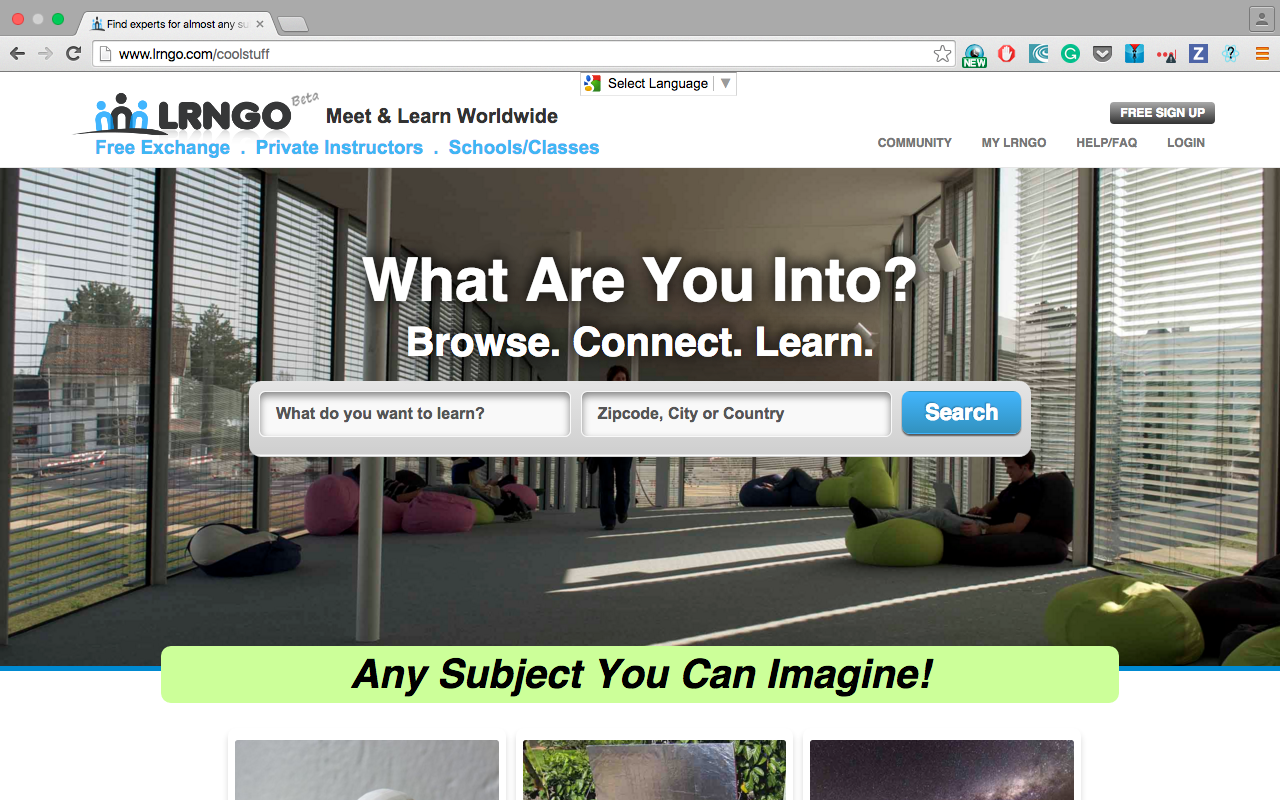 Find experts for almost any su
www.lrngo.com/coolstuff
NEW
Z
Select Language ▼
LRNGO Beta
Meet & Learn Worldwide
Free Exchange . Private Instructors . Schools/Classes
FREE SIGN UP
COMMUNITY MY LRNGO HELP/FAQ LOGIN
What Are You Into?
Browse. Connect. Learn.
What do you want to learn? Zipcode, City or Country Search
Any Subject You Can Imagine!